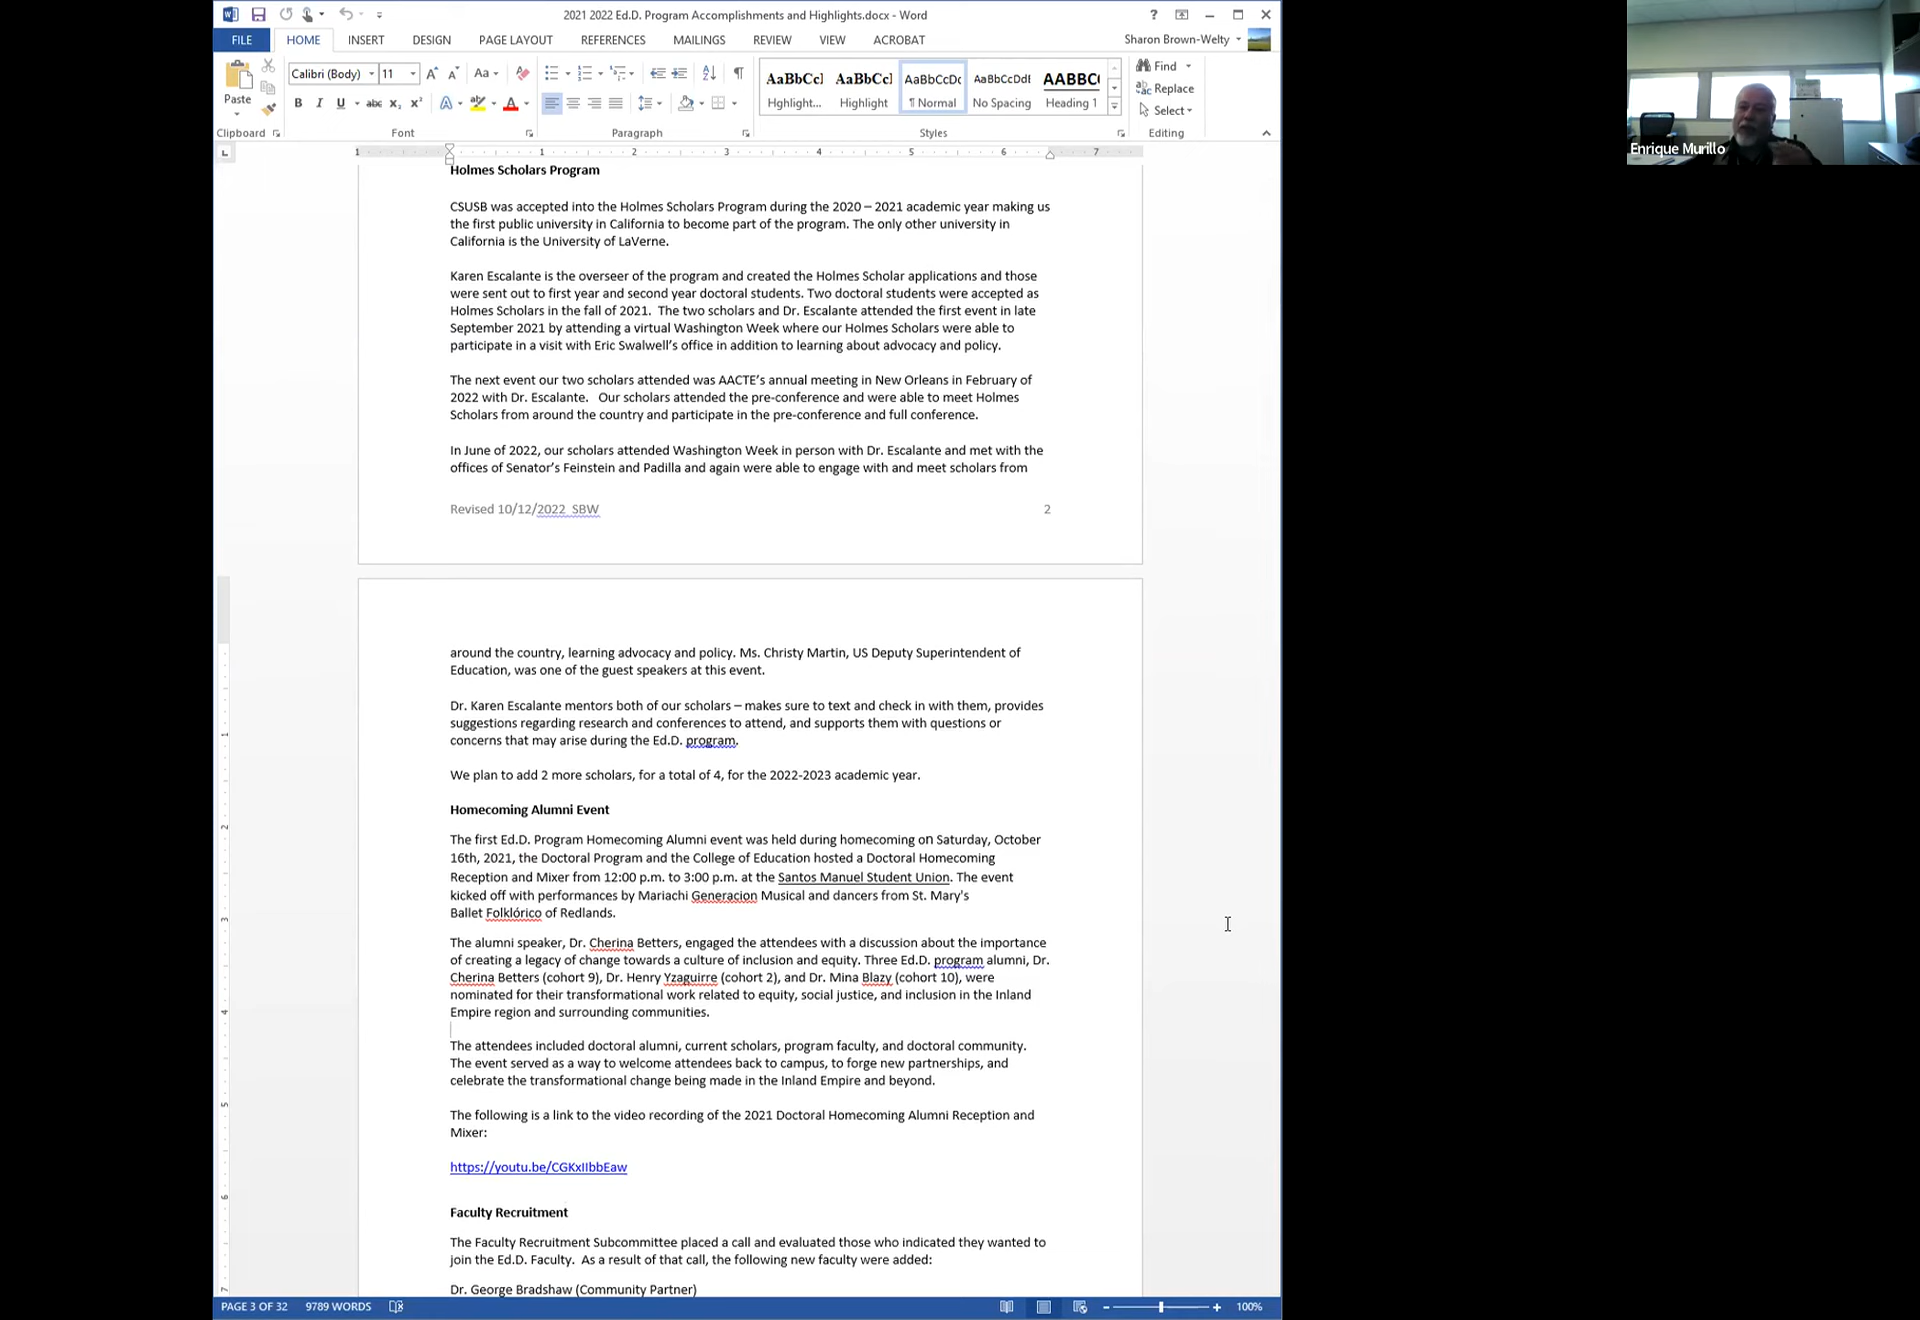 2021 2022 Ed.D. Program Accomplishments and Highlights.docx - Word
FILE HOME INSERT DESIGN PAGE LAYOUT REFERENCES MAILINGS REVIEW VIEW ACROBAT Sharon Brown-Welty
Paste
Calibri (Body) 11
AaBbCcI AaBbCcI AaBbCcDc AaBbCcDdE AABBC
Hghlight... Highlight ¶ Normal No Spacing Heading 1
Find
Replace
Select
Clipboard Font Paragraph Styles Editing
Enrique Murillo
1 1 2 3 4 5 6 7
Holmes Scholars Program
CSUSB was accepted into the Holmes Scholars Program during the 2020 – 2021 academic year making us
the first public university in California to become part of the program. The only other university in
California is the University of LaVerne.
Karen Escalante is the overseer of the program and created the Holmes Scholar applications and those
were sent out to first year and second year doctoral students. Two doctoral students were accepted as
Holmes Scholars in the fall of 2021.  The two scholars and Dr. Escalante attended the first event in late
September 2021 by attending a virtual Washington Week where our Holmes Scholars were able to
participate in a visit with Eric Swalwell's office in addition to learning about advocacy and policy.
The next event our two scholars attended was AACTE's annual meeting in New Orleans in February of
2022 with Dr. Escalante.   Our scholars attended the pre-conference and were able to meet Holmes
Scholars from around the country and participate in the pre-conference and full conference.
In June of 2022, our scholars attended Washington Week in person with Dr. Escalante and met with the
offices of Senator's Feinstein and Padilla and again were able to engage with and meet scholars from
Revised 10/12/2022  SBW 2
around the country, learning advocacy and policy. Ms. Christy Martin, US Deputy Superintendent of
Education, was one of the guest speakers at this event.
Dr. Karen Escalante mentors both of our scholars – makes sure to text and check in with them, provides
suggestions regarding research and conferences to attend, and supports them with questions or
concerns that may arise during the Ed.D. program.
We plan to add 2 more scholars, for a total of 4, for the 2022-2023 academic year.
Homecoming Alumni Event
The first Ed.D. Program Homecoming Alumni event was held during homecoming on Saturday, October
16th, 2021, the Doctoral Program and the College of Education hosted a Doctoral Homecoming
Reception and Mixer from 12:00 p.m. to 3:00 p.m. at the Santos Manuel Student Union. The event
kicked off with performances by Mariachi Generacion Musical and dancers from St. Mary's
Ballet Folklórico of Redlands.
The alumni speaker, Dr. Cherina Betters, engaged the attendees with a discussion about the importance
of creating a legacy of change towards a culture of inclusion and equity. Three Ed.D. program alumni, Dr.
Cherina Betters (cohort 9), Dr. Henry Yzaguirre (cohort 2), and Dr. Mina Blazy (cohort 10), were
nominated for their transformational work related to equity, social justice, and inclusion in the Inland
Empire region and surrounding communities.
The attendees included doctoral alumni, current scholars, program faculty, and doctoral community.
The event served as a way to welcome attendees back to campus, to forge new partnerships, and
celebrate the transformational change being made in the Inland Empire and beyond.
The following is a link to the video recording of the 2021 Doctoral Homecoming Alumni Reception and
Mixer:
https://youtu.be/CGKxIIbbEaw
Faculty Recruitment
The Faculty Recruitment Subcommittee placed a call and evaluated those who indicated they wanted to
join the Ed.D. Faculty.  As a result of that call, the following new faculty were added:
Dr. George Bradshaw (Community Partner)
PAGE 3 OF 32 9789 WORDS 100%